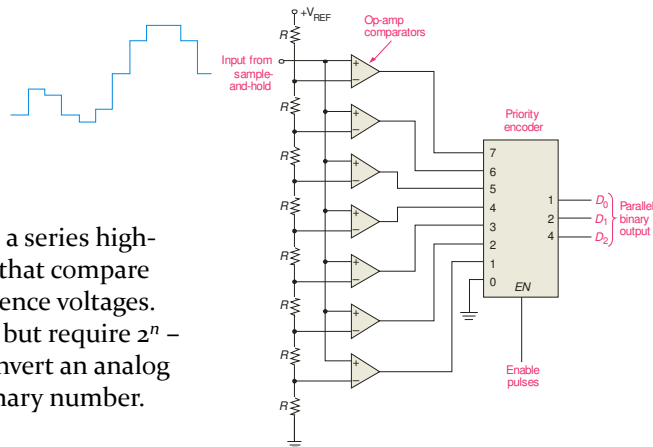 +V_REF
Op-amp
comparators
R
Input from
sample-
and-hold
+
–
R
+
–
R
+
–
R
+
–
R
+
–
R
+
–
R
+
–
R
Priority
encoder
7
6
5
4
3
2
1
0
EN
1
2
4
D₀
D₁
D₂
Parallel
binary
output
Enable
pulses
a series high-
that compare
ence voltages.
but require 2ⁿ –
nvert an analog
nary number.